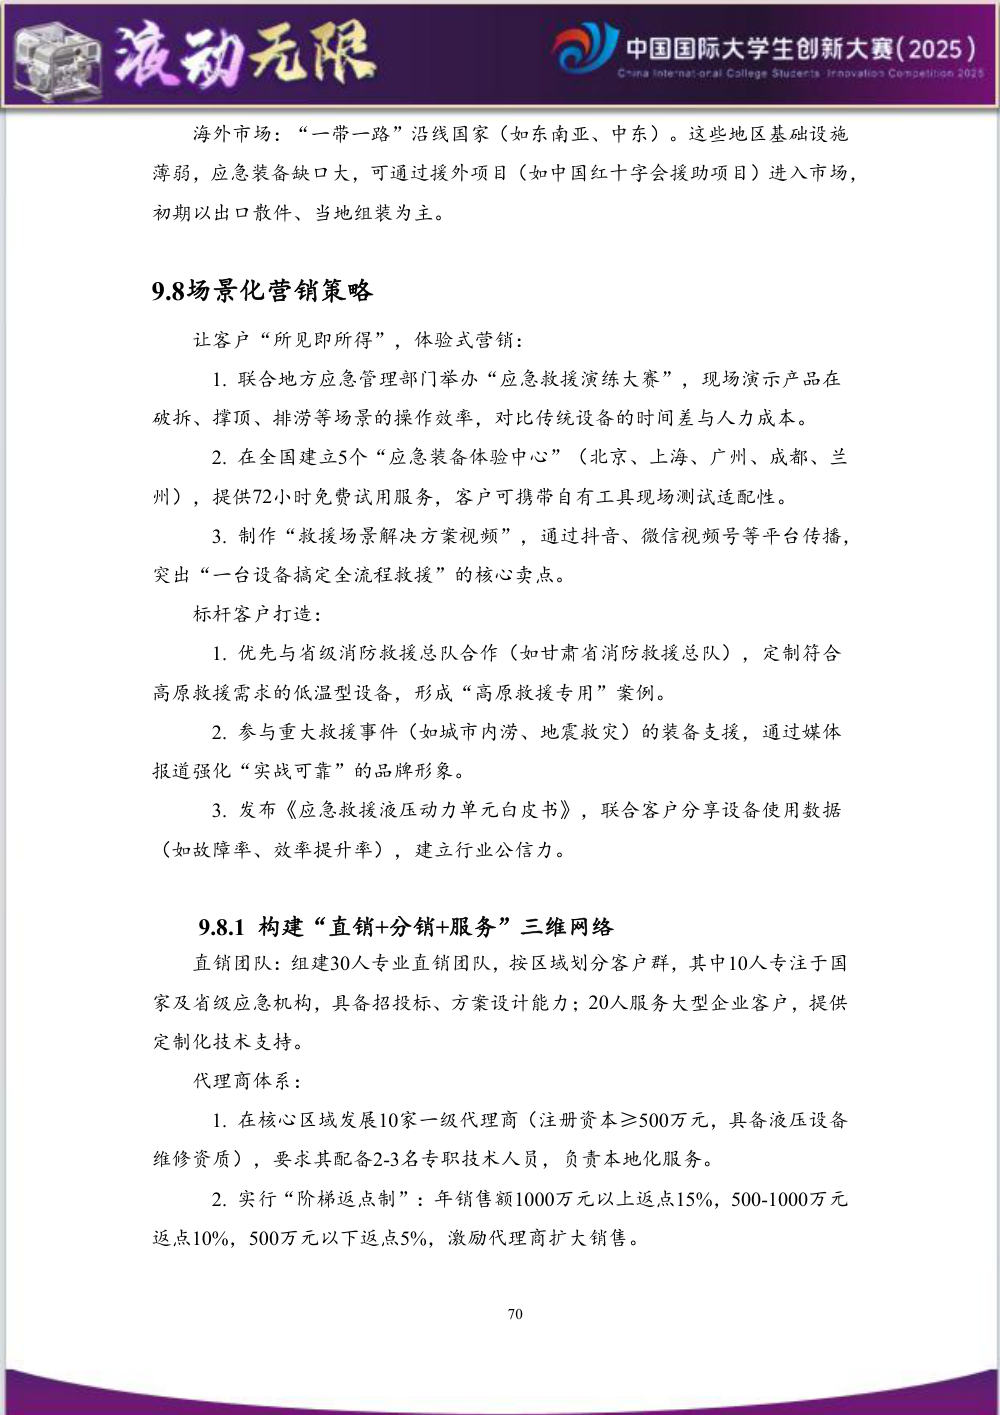 液动无限
中国国际大学生创新大赛(2025)
China International College Students' Innovation Competition 2025
海外市场：“一带一路”沿线国家（如东南亚、中东）。这些地区基础设施
薄弱，应急装备缺口大，可通过援外项目（如中国红十字会援助项目）进入市场，
初期以出口散件、当地组装为主。
9.8场景化营销策略
让客户“所见即所得”，体验式营销：
1. 联合地方应急管理部门举办“应急救援演练大赛”，现场演示产品在
破拆、撑顶、排涝等场景的操作效率，对比传统设备的时间差与人力成本。
2. 在全国建立5个“应急装备体验中心”（北京、上海、广州、成都、兰
州），提供72小时免费试用服务，客户可携带自有工具现场测试适配性。
3. 制作“救援场景解决方案视频”，通过抖音、微信视频号等平台传播，
突出“一台设备搞定全流程救援”的核心卖点。
标杆客户打造：
1. 优先与省级消防救援总队合作（如甘肃省消防救援总队），定制符合
高原救援需求的低温型设备，形成“高原救援专用”案例。
2. 参与重大救援事件（如城市内涝、地震救灾）的装备支援，通过媒体
报道强化“实战可靠”的品牌形象。
3. 发布《应急救援液压动力单元白皮书》，联合客户分享设备使用数据
（如故障率、效率提升率），建立行业公信力。
9.8.1 构建“直销+分销+服务”三维网络
直销团队：组建30人专业直销团队，按区域划分客户群，其中10人专注于国
家及省级应急机构，具备招投标、方案设计能力；20人服务大型企业客户，提供
定制化技术支持。
代理商体系：
1. 在核心区域发展10家一级代理商（注册资本≥500万元，具备液压设备
维修资质），要求其配备2-3名专职技术人员，负责本地化服务。
2. 实行“阶梯返点制”：年销售额1000万元以上返点15%，500-1000万元
返点10%，500万元以下返点5%，激励代理商扩大销售。
70